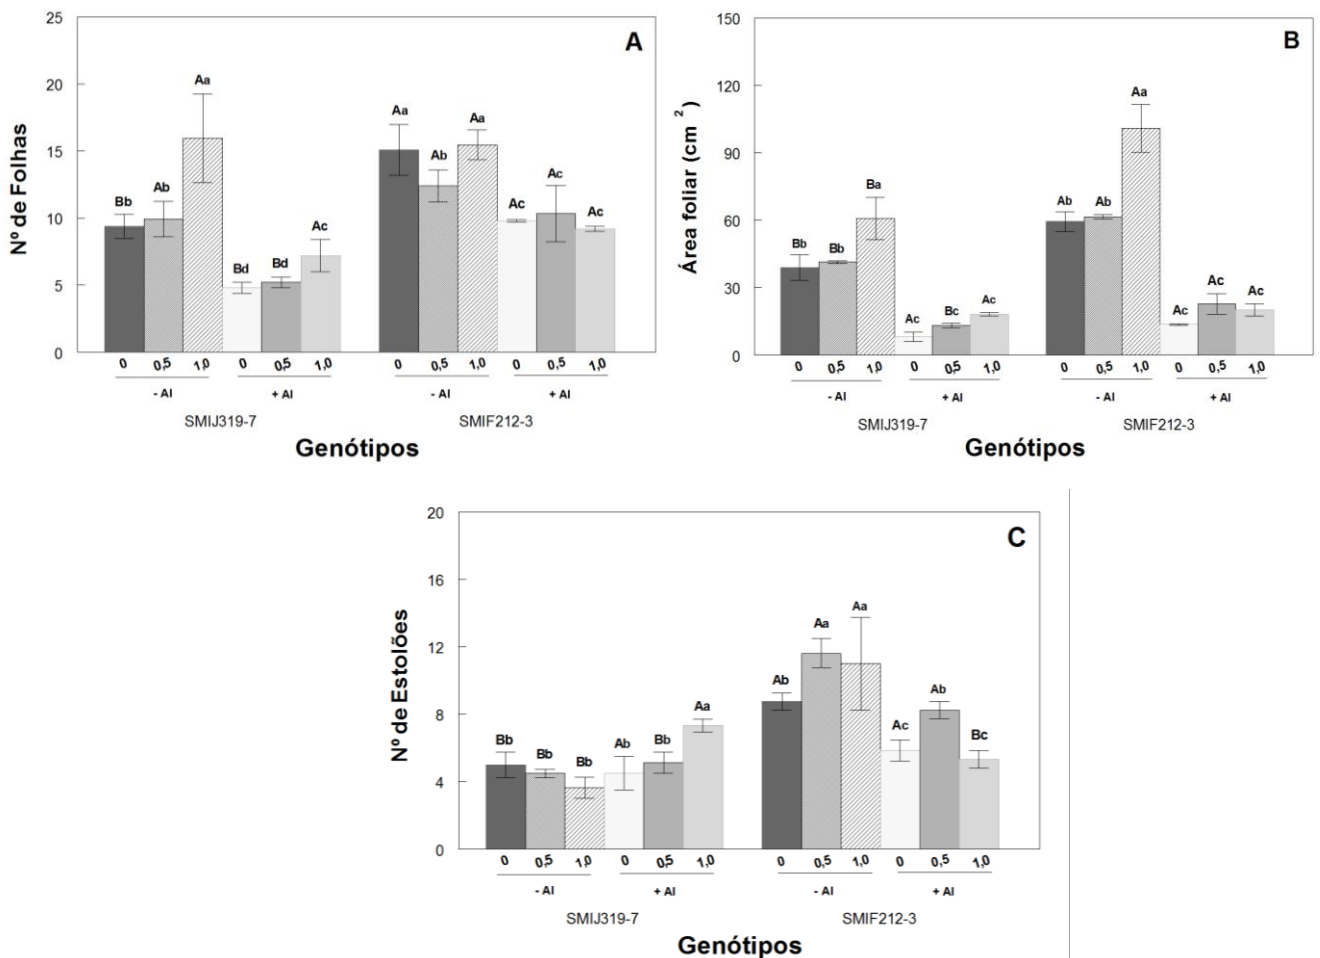 A
Nº de Folhas
25
20
15
10
5
0
Bb Ab Aa Bd Bd Ac Aa Ab Aa Ac Ac Ac
0 0,5 1,0 0 0,5 1,0 0 0,5 1,0 0 0,5 1,0
- Al + Al - Al + Al
SMIJ319-7 SMIF212-3
Genótipos
B
Área foliar (cm 2 )
150
120
90
60
30
0
Bb Bb Ba Ac Bc Ac Ab Ab Aa Ac Ac Ac
0 0,5 1,0 0 0,5 1,0 0 0,5 1,0 0 0,5 1,0
- Al + Al - Al + Al
SMIJ319-7 SMIF212-3
Genótipos
C
Nº de Estolões
20
16
12
8
4
0
Bb Bb Bb Ab Bb Aa Ab Aa Aa Ac Ab Bc
0 0,5 1,0 0 0,5 1,0 0 0,5 1,0 0 0,5 1,0
- Al + Al - Al + Al
SMIJ319-7 SMIF212-3
Genótipos